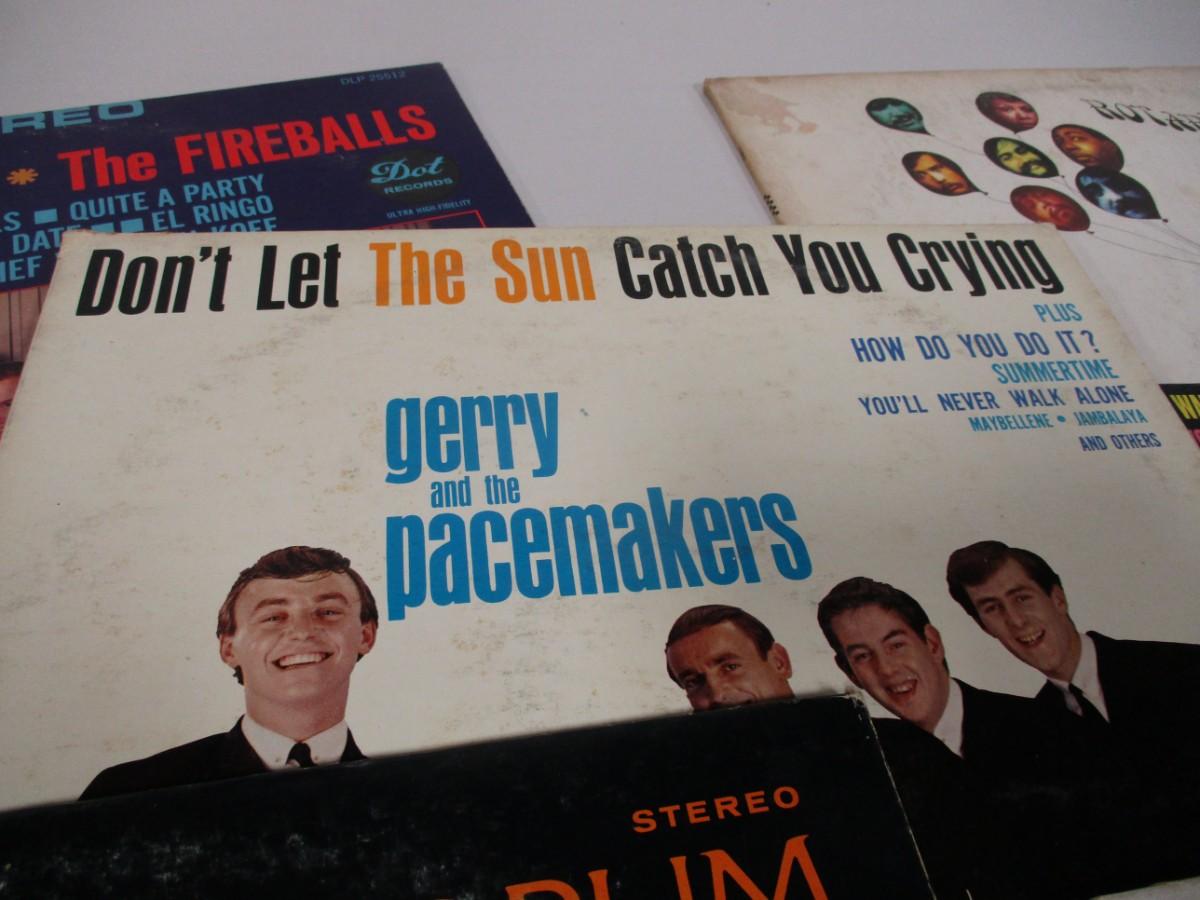 DLP 25512
REO
The FIREBALLS
Dot
RECORDS
ULTRA HIGH FIDELITY
■ QUITE A PARTY
DATE ■ ■ EL RINGO
Don't Let The Sun Catch You Crying
PLUS
HOW DO YOU DO IT?
SUMMERTIME
YOU'LL NEVER WALK ALONE
MAYBELLENE • JAMBALAYA
AND OTHERS
gerry
and the
pacemakers
STEREO